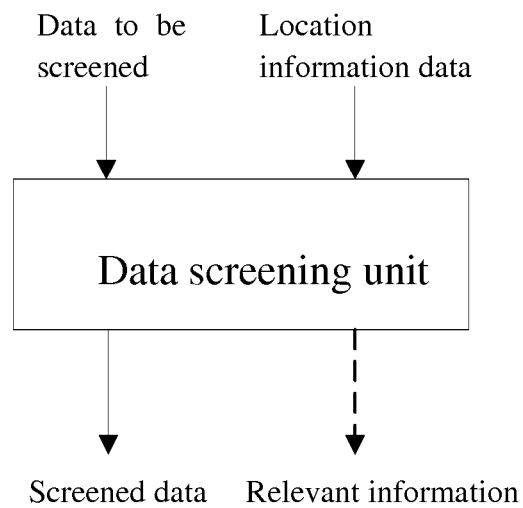 Data to be
screened
Location
information data
Data screening unit
Screened data
Relevant information